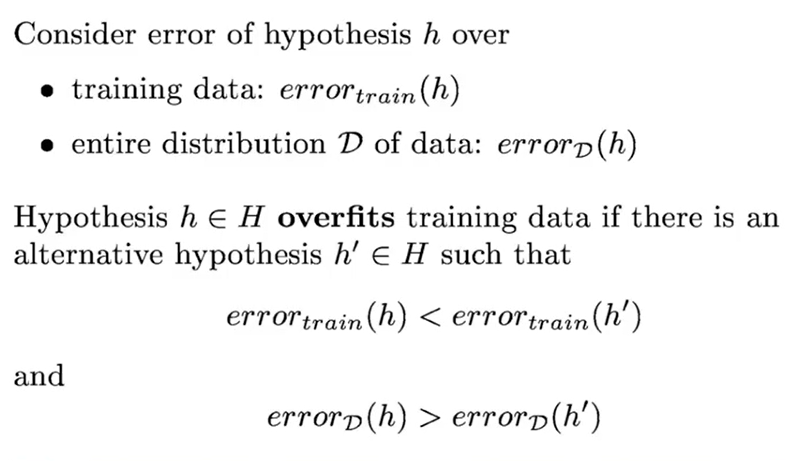 Consider error of hypothesis h over
• training data: error_train(h)
• entire distribution 𝒟 of data: error_𝒟(h)
Hypothesis h ∈ H overfits training data if there is an
alternative hypothesis h′ ∈ H such that
error_train(h) < error_train(h′)
and
error_𝒟(h) > error_𝒟(h′)